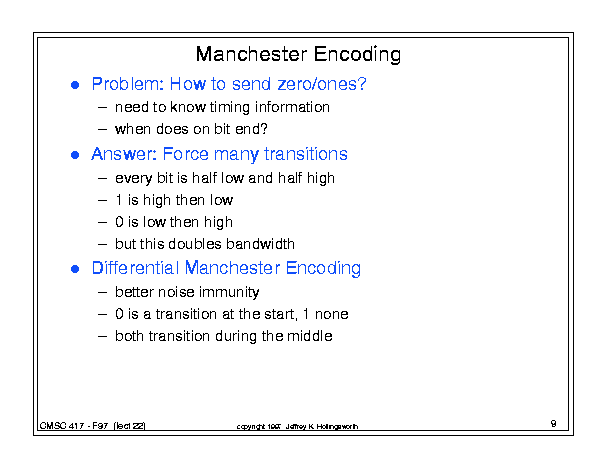 Manchester Encoding
● Problem: How to send zero/ones?
– need to know timing information
– when does on bit end?
● Answer: Force many transitions
– every bit is half low and half high
– 1 is high then low
– 0 is low then high
– but this doubles bandwidth
● Differential Manchester Encoding
– better noise immunity
– 0 is a transition at the start, 1 none
– both transition during the middle
CMSC 417 - F97 (lect 22)
copyright 1997 Jeffrey K. Hollingsworth
9